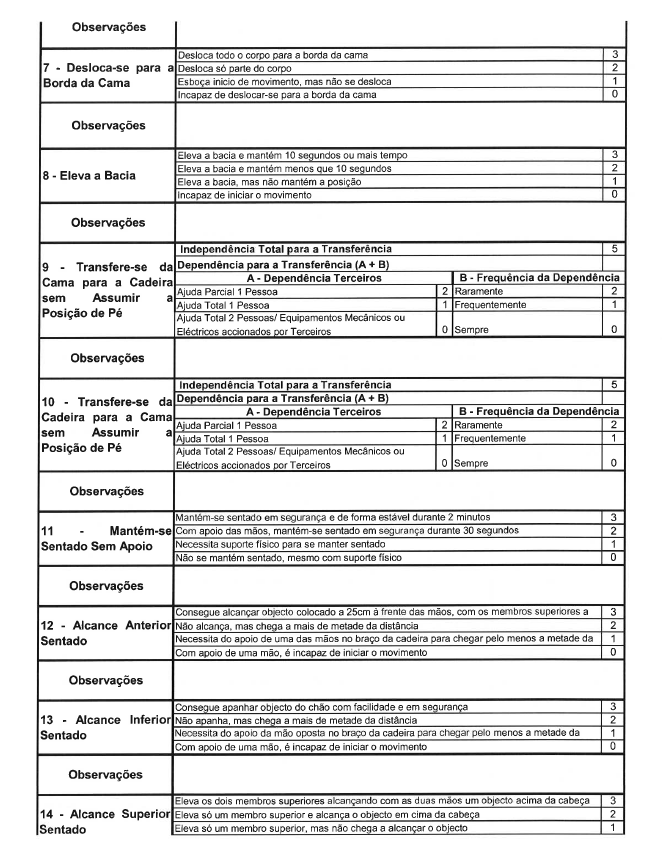 Observações
7 - Desloca-se para a Borda da Cama
Desloca todo o corpo para a borda da cama 3
Desloca só parte do corpo 2
Esboça inicio de movimento, mas não se desloca 1
Incapaz de deslocar-se para a borda da cama 0
Observações
8 - Eleva a Bacia
Eleva a bacia e mantém 10 segundos ou mais tempo 3
Eleva a bacia e mantém menos que 10 segundos 2
Eleva a bacia, mas não mantém a posição 1
Incapaz de iniciar o movimento 0
Observações
9 - Transfere-se da Cama para a Cadeira sem Assumir a Posição de Pé
Independência Total para a Transferência 5
Dependência para a Transferência (A + B)
A - Dependência Terceiros B - Frequência da Dependência
Ajuda Parcial 1 Pessoa 2 Raramente 2
Ajuda Total 1 Pessoa 1 Frequentemente 1
Ajuda Total 2 Pessoas/ Equipamentos Mecânicos ou
Eléctricos accionados por Terceiros 0 Sempre 0
Observações
10 - Transfere-se da Cadeira para a Cama sem Assumir a Posição de Pé
Independência Total para a Transferência 5
Dependência para a Transferência (A + B)
A - Dependência Terceiros B - Frequência da Dependência
Ajuda Parcial 1 Pessoa 2 Raramente 2
Ajuda Total 1 Pessoa 1 Frequentemente 1
Ajuda Total 2 Pessoas/ Equipamentos Mecânicos ou
Eléctricos accionados por Terceiros 0 Sempre 0
Observações
11 - Mantém-se Sentado Sem Apoio
Mantém-se sentado em segurança e de forma estável durante 2 minutos 3
Com apoio das mãos, mantém-se sentado em segurança durante 30 segundos 2
Necessita suporte físico para se manter sentado 1
Não se mantém sentado, mesmo com suporte físico 0
Observações
12 - Alcance Anterior Sentado
Consegue alcançar objecto colocado a 25cm à frente das mãos, com os membros superiores a 3
Não alcança, mas chega a mais de metade da distância 2
Necessita do apoio de uma das mãos no braço da cadeira para chegar pelo menos a metade da 1
Com apoio de uma mão, é incapaz de iniciar o movimento 0
Observações
13 - Alcance Inferior Sentado
Consegue apanhar objecto do chão com facilidade e em segurança 3
Não apanha, mas chega a mais de metade da distância 2
Necessita do apoio da mão oposta no braço da cadeira para chegar pelo menos a metade da 1
Com apoio de uma mão, é incapaz de iniciar o movimento 0
Observações
14 - Alcance Superior Sentado
Eleva os dois membros superiores alcançando com as duas mãos um objecto acima da cabeça 3
Eleva só um membro superior e alcança o objecto em cima da cabeça 2
Eleva só um membro superior, mas não chega a alcançar o objecto 1